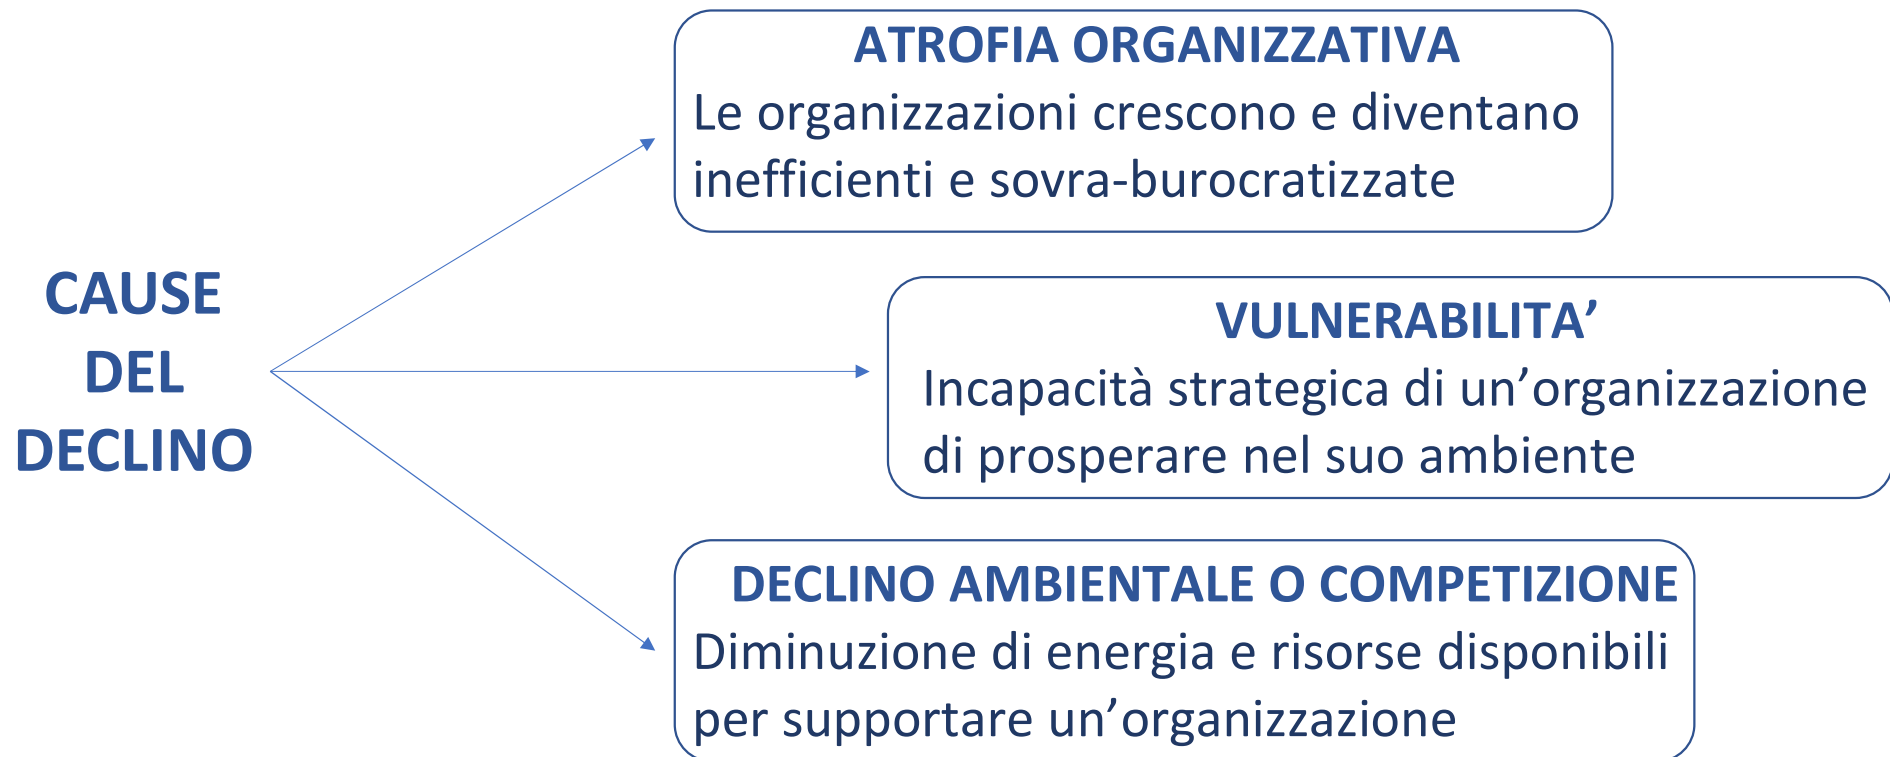 CAUSE
DEL
DECLINO
ATROFIA ORGANIZZATIVA
Le organizzazioni crescono e diventano
inefficienti e sovra-burocratizzate
VULNERABILITA’
Incapacità strategica di un’organizzazione
di prosperare nel suo ambiente
DECLINO AMBIENTALE O COMPETIZIONE
Diminuzione di energia e risorse disponibili
per supportare un’organizzazione